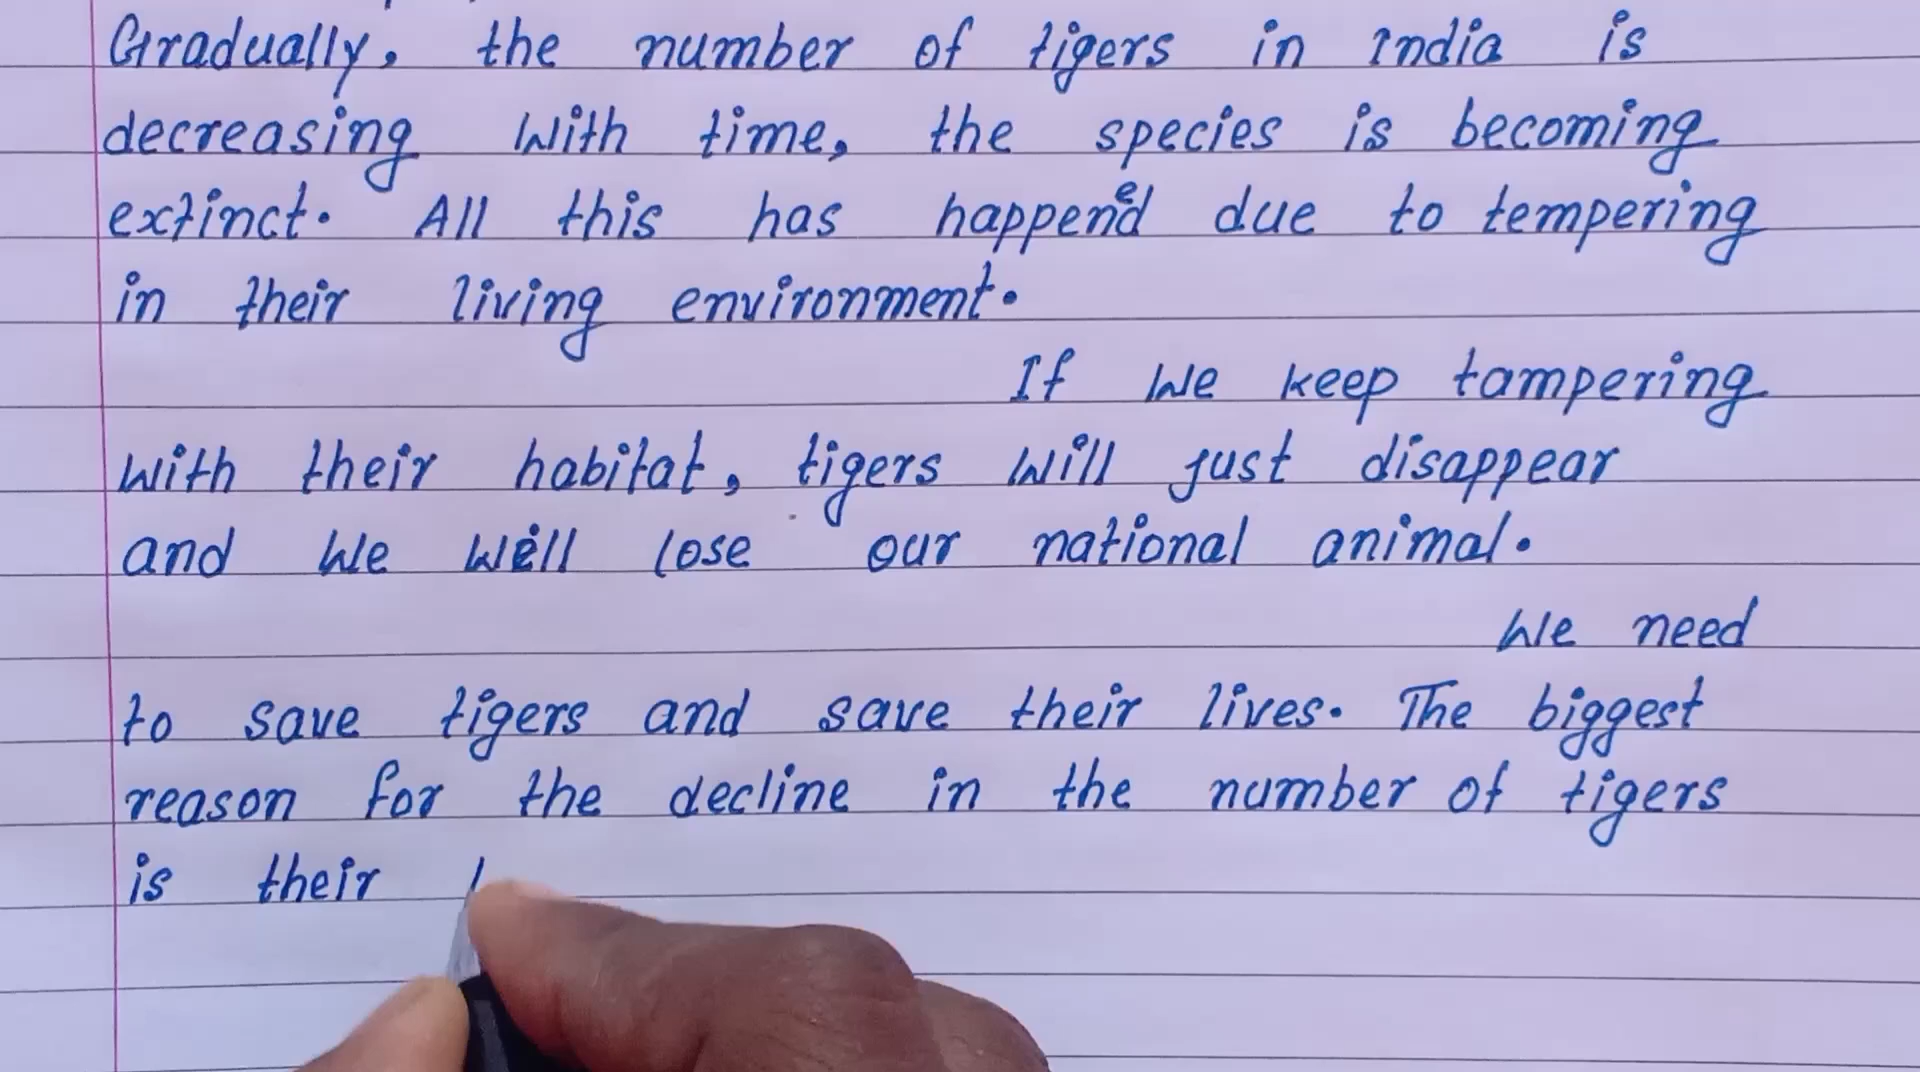 Gradually, the number of tigers in India is
decreasing with time, the species is becoming
extinct. All this has happened due to tempering
in their living environment.
If we keep tampering
with their habitat, tigers will just disappear
and we will lose our national animal.
We need
to save tigers and save their lives. The biggest
reason for the decline in the number of tigers
is their